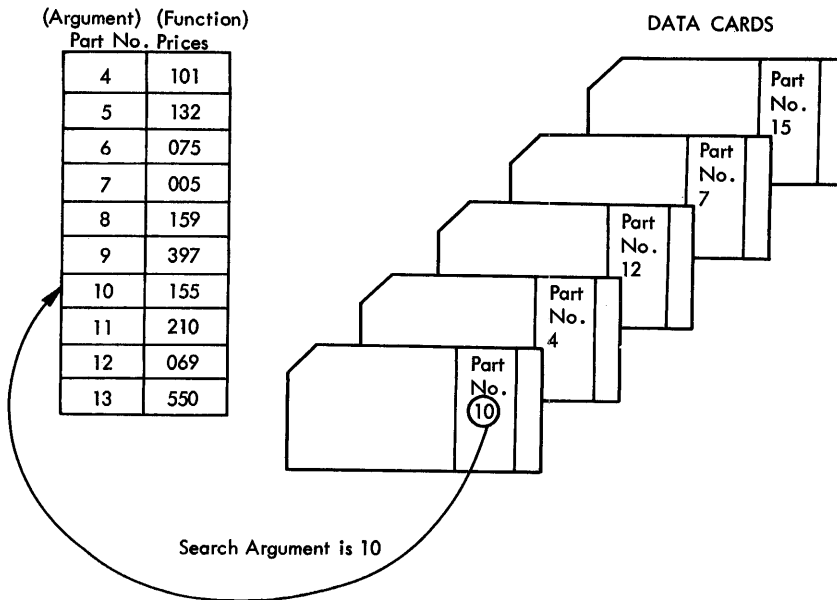 (Argument) (Function)
Part No. Prices
4 101
5 132
6 075
7 005
8 159
9 397
10 155
11 210
12 069
13 550
DATA CARDS
Part
No.
15
Part
No.
7
Part
No.
12
Part
No.
4
Part
No.
10
Search Argument is 10